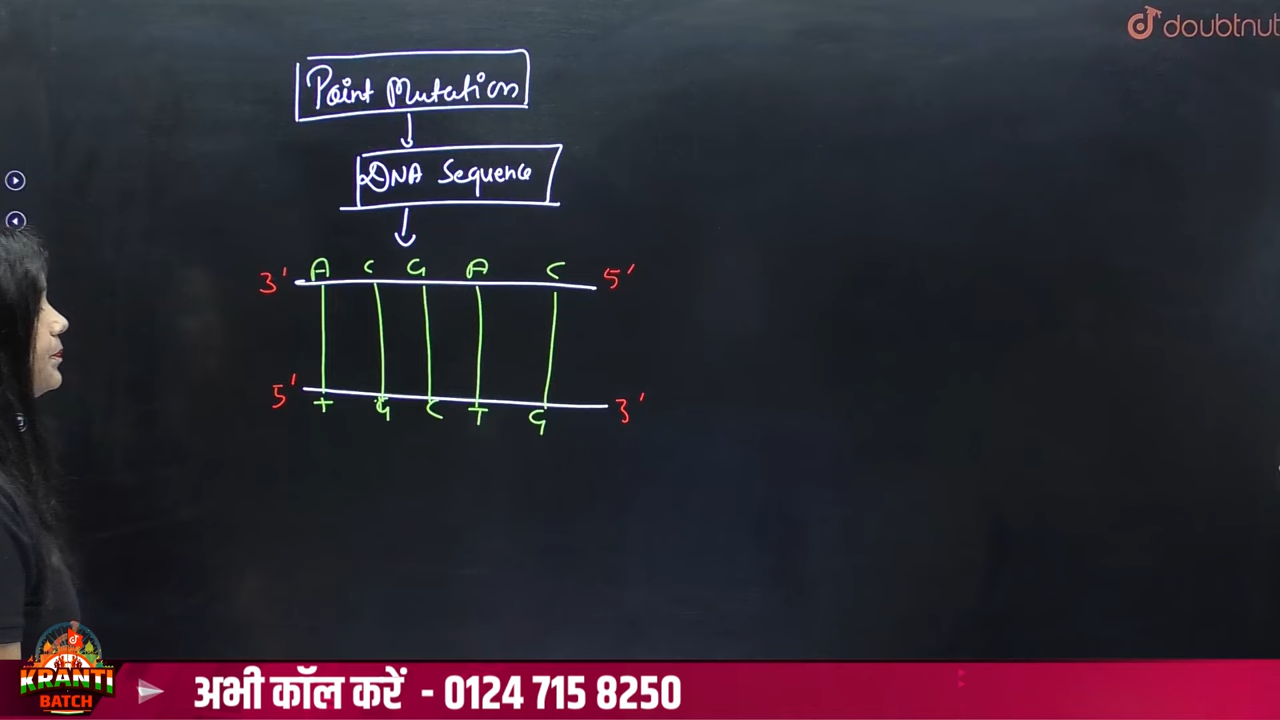 doubtnut
Point Mutation
DNA Sequence
3' A C G A C 5'
5' T G C T G 3'
KRANTI
BATCH
अभी कॉल करें - 0124 715 8250